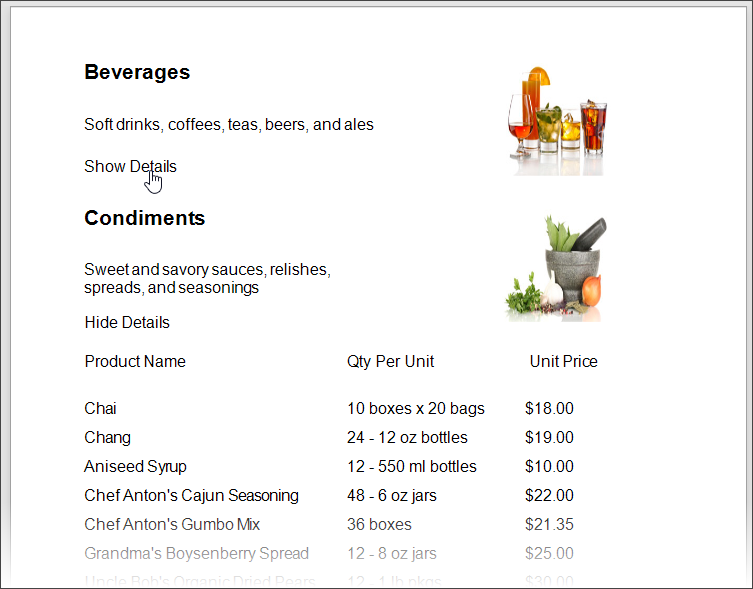 Beverages
Soft drinks, coffees, teas, beers, and ales
Show Details
Condiments
Sweet and savory sauces, relishes,
spreads, and seasonings
Hide Details
Product Name Qty Per Unit Unit Price
Chai 10 boxes x 20 bags $18.00
Chang 24 - 12 oz bottles $19.00
Aniseed Syrup 12 - 550 ml bottles $10.00
Chef Anton's Cajun Seasoning 48 - 6 oz jars $22.00
Chef Anton's Gumbo Mix 36 boxes $21.35
Grandma's Boysenberry Spread 12 - 8 oz jars $25.00
Uncle Bob's Organic Dried Pears 12 - 1 lb pkgs $30.00